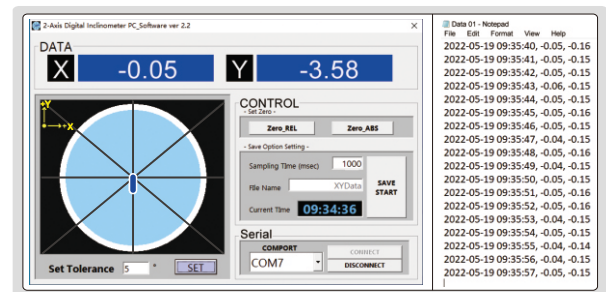 2-Axis Digital Inclinometer PC_Software ver 2.2
DATA
X -0.05 Y -3.58
+Y
+X
CONTROL
- Set Zero -
Zero_REL Zero_ABS
- Save Option Setting -
Sampling Time (msec) 1000
File Name XYData
SAVE START
Current Time 09:34:36
Serial
COMPORT
COM7
CONNECT
DISCONNECT
Set Tolerance 5 ° SET
Data 01 - Notepad
File Edit Format View Help
2022-05-19 09:35:40, -0.05, -0.16
2022-05-19 09:35:41, -0.05, -0.15
2022-05-19 09:35:42, -0.05, -0.15
2022-05-19 09:35:43, -0.06, -0.15
2022-05-19 09:35:44, -0.05, -0.15
2022-05-19 09:35:45, -0.05, -0.16
2022-05-19 09:35:46, -0.05, -0.15
2022-05-19 09:35:47, -0.04, -0.15
2022-05-19 09:35:48, -0.05, -0.16
2022-05-19 09:35:49, -0.04, -0.15
2022-05-19 09:35:50, -0.05, -0.15
2022-05-19 09:35:51, -0.05, -0.16
2022-05-19 09:35:52, -0.05, -0.16
2022-05-19 09:35:53, -0.04, -0.15
2022-05-19 09:35:54, -0.05, -0.15
2022-05-19 09:35:55, -0.04, -0.14
2022-05-19 09:35:56, -0.04, -0.15
2022-05-19 09:35:57, -0.05, -0.15